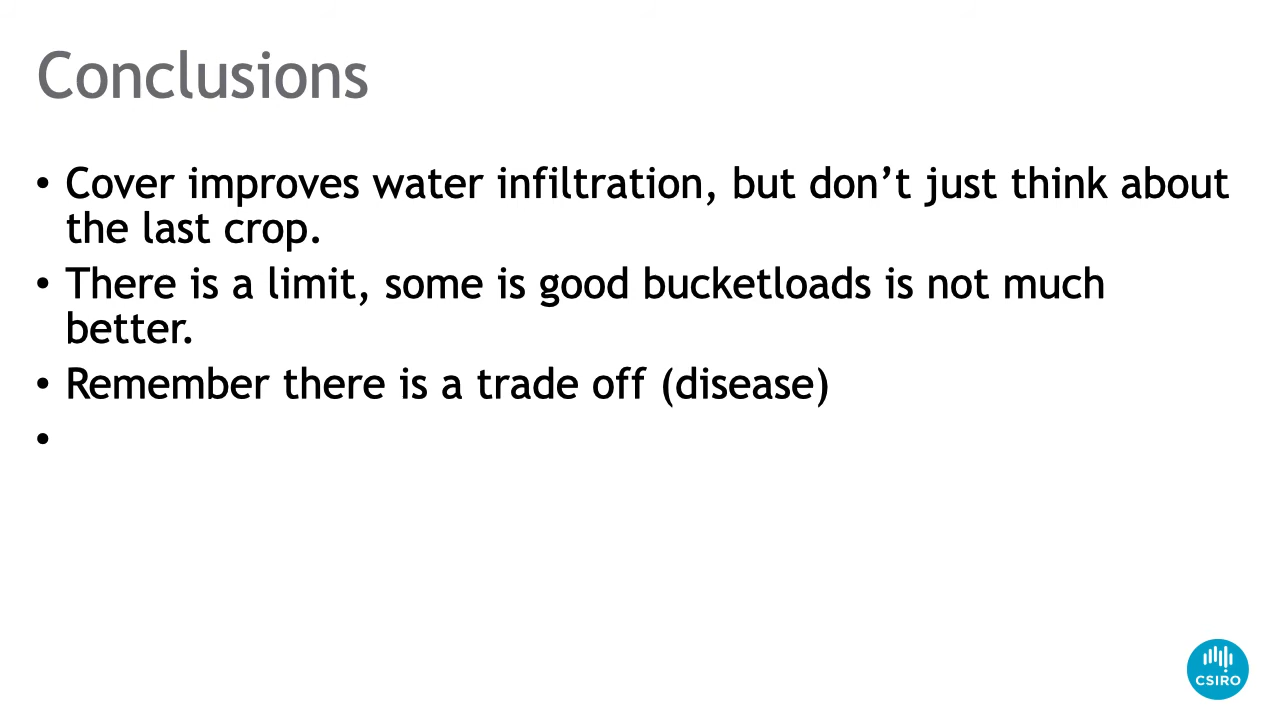 Conclusions
• Cover improves water infiltration, but don’t just think about
the last crop.
• There is a limit, some is good bucketloads is not much
better.
• Remember there is a trade off (disease)
•
CSIRO